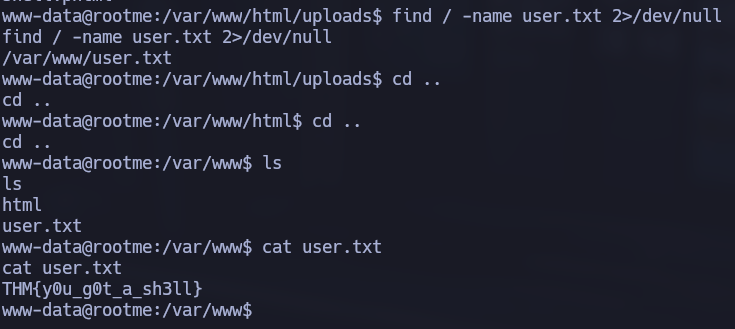 www-data@rootme:/var/www/html/uploads$ find / -name user.txt 2>/dev/null
find / -name user.txt 2>/dev/null
/var/www/user.txt
www-data@rootme:/var/www/html/uploads$ cd ..
cd ..
www-data@rootme:/var/www/html$ cd ..
cd ..
www-data@rootme:/var/www$ ls
ls
html
user.txt
www-data@rootme:/var/www$ cat user.txt
cat user.txt
THM{y0u_g0t_a_sh3ll}
www-data@rootme:/var/www$